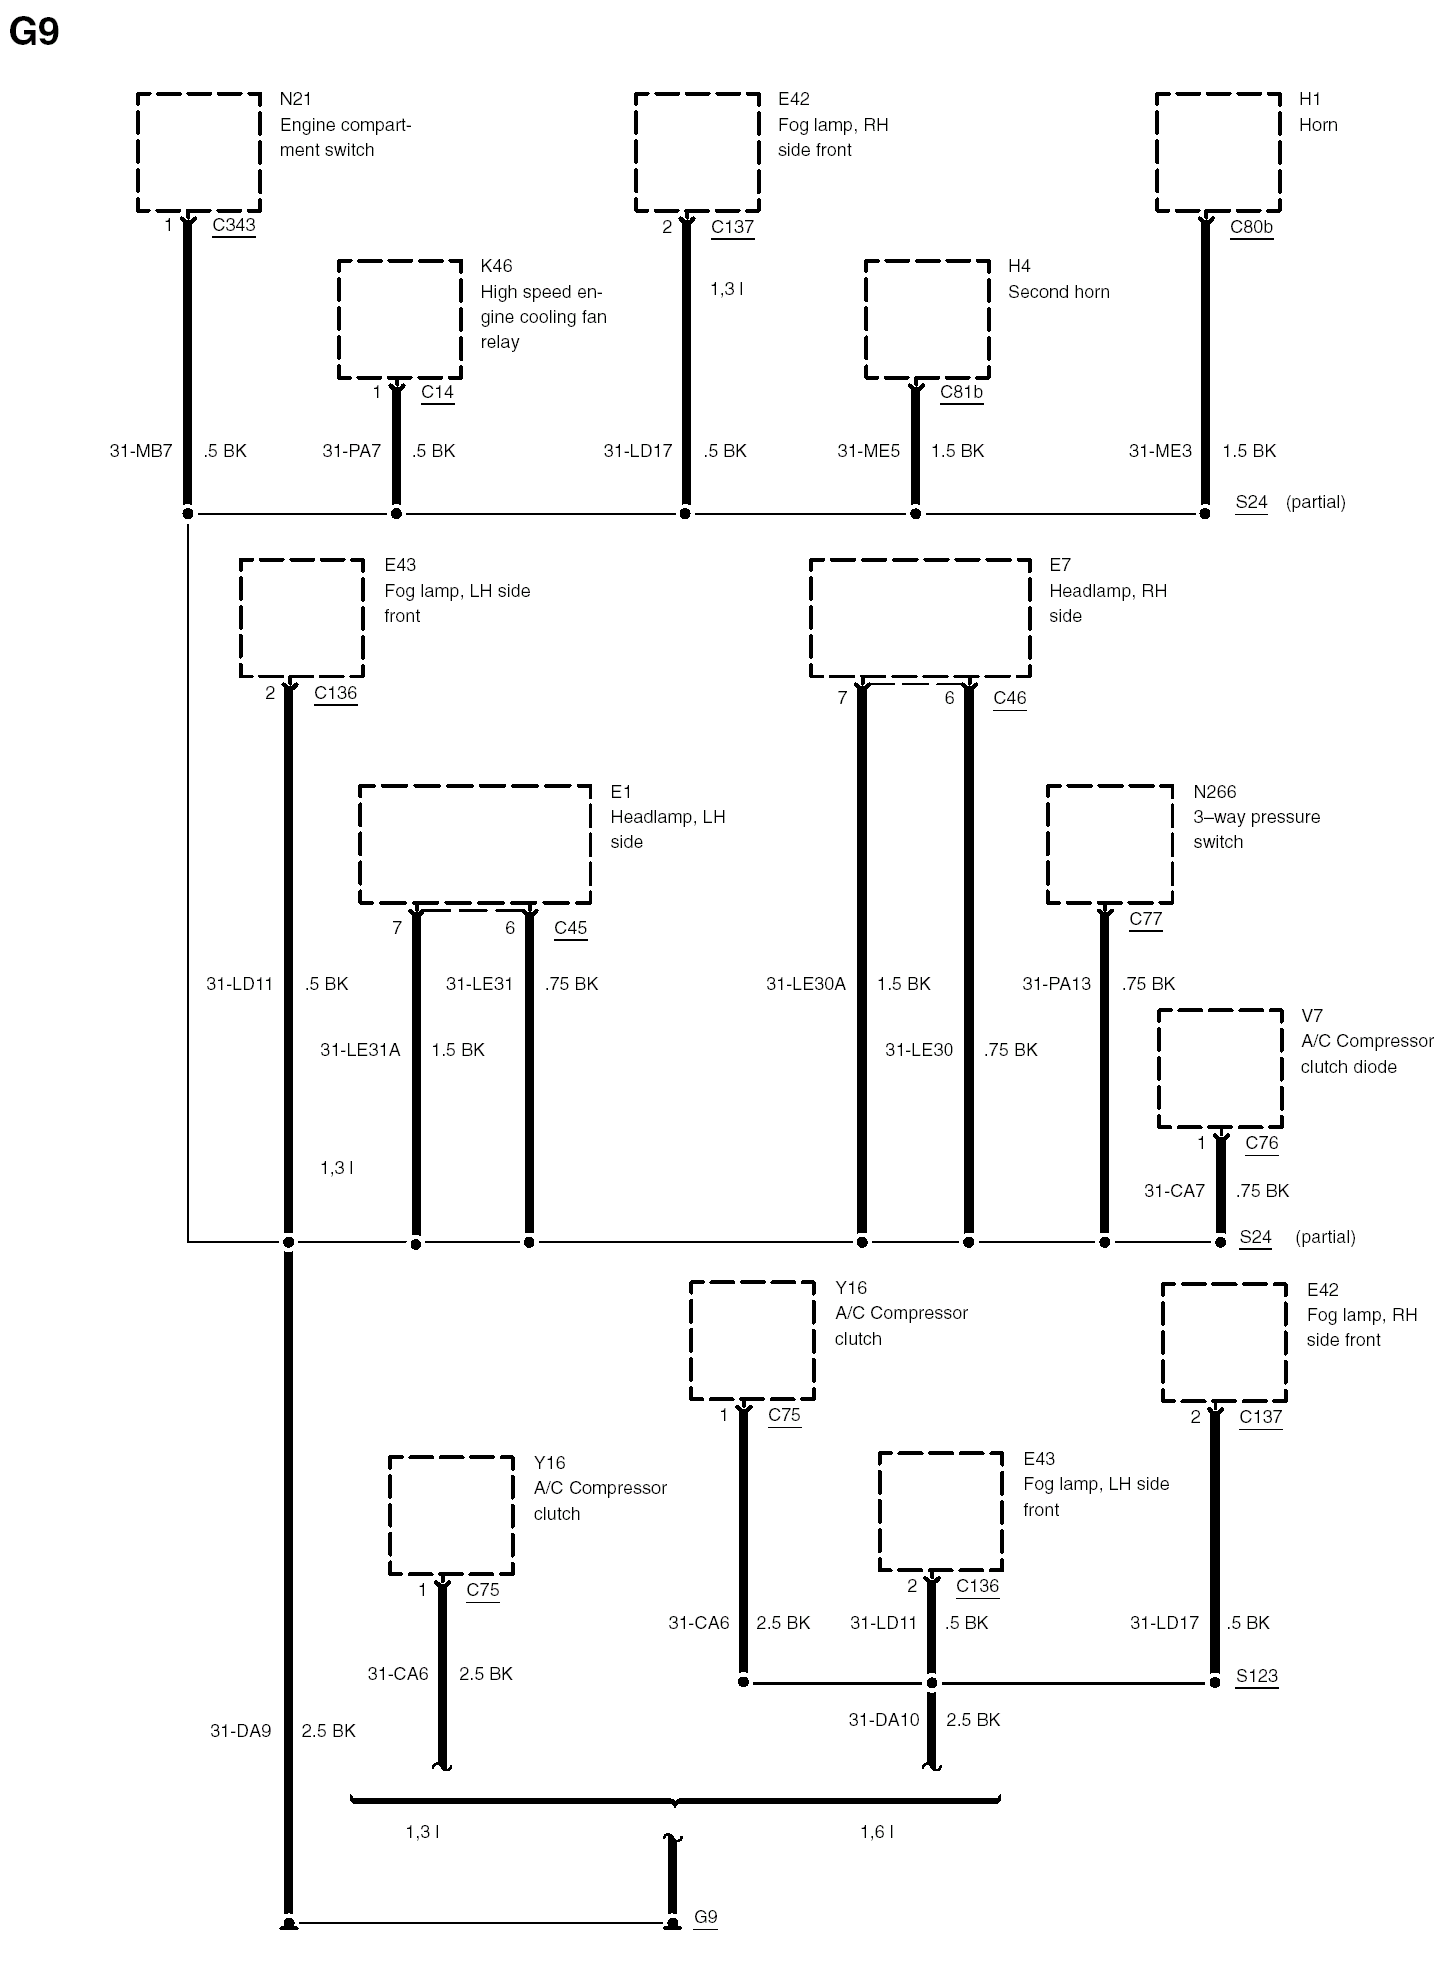 G9
N21
Engine compart-
ment switch
E42
Fog lamp, RH
side front
H1
Horn
1 C343
2 C137
C80b
K46
High speed en-
gine cooling fan
relay
1,3 l
H4
Second horn
1 C14
C81b
31-MB7 .5 BK
31-PA7 .5 BK
31-LD17 .5 BK
31-ME5 1.5 BK
31-ME3 1.5 BK
S24 (partial)
E43
Fog lamp, LH side
front
E7
Headlamp, RH
side
2 C136
7 6 C46
E1
Headlamp, LH
side
N266
3–way pressure
switch
7 6 C45
C77
31-LD11 .5 BK
31-LE31 .75 BK
31-LE30A 1.5 BK
31-PA13 .75 BK
V7
A/C Compressor
clutch diode
31-LE31A 1.5 BK
31-LE30 .75 BK
1 C76
1,3 l
31-CA7 .75 BK
S24 (partial)
Y16
A/C Compressor
clutch
E42
Fog lamp, RH
side front
1 C75
2 C137
Y16
A/C Compressor
clutch
E43
Fog lamp, LH side
front
1 C75
2 C136
31-CA6 2.5 BK
31-LD11 .5 BK
31-LD17 .5 BK
31-CA6 2.5 BK
S123
31-DA9 2.5 BK
31-DA10 2.5 BK
1,3 l
1,6 l
G9